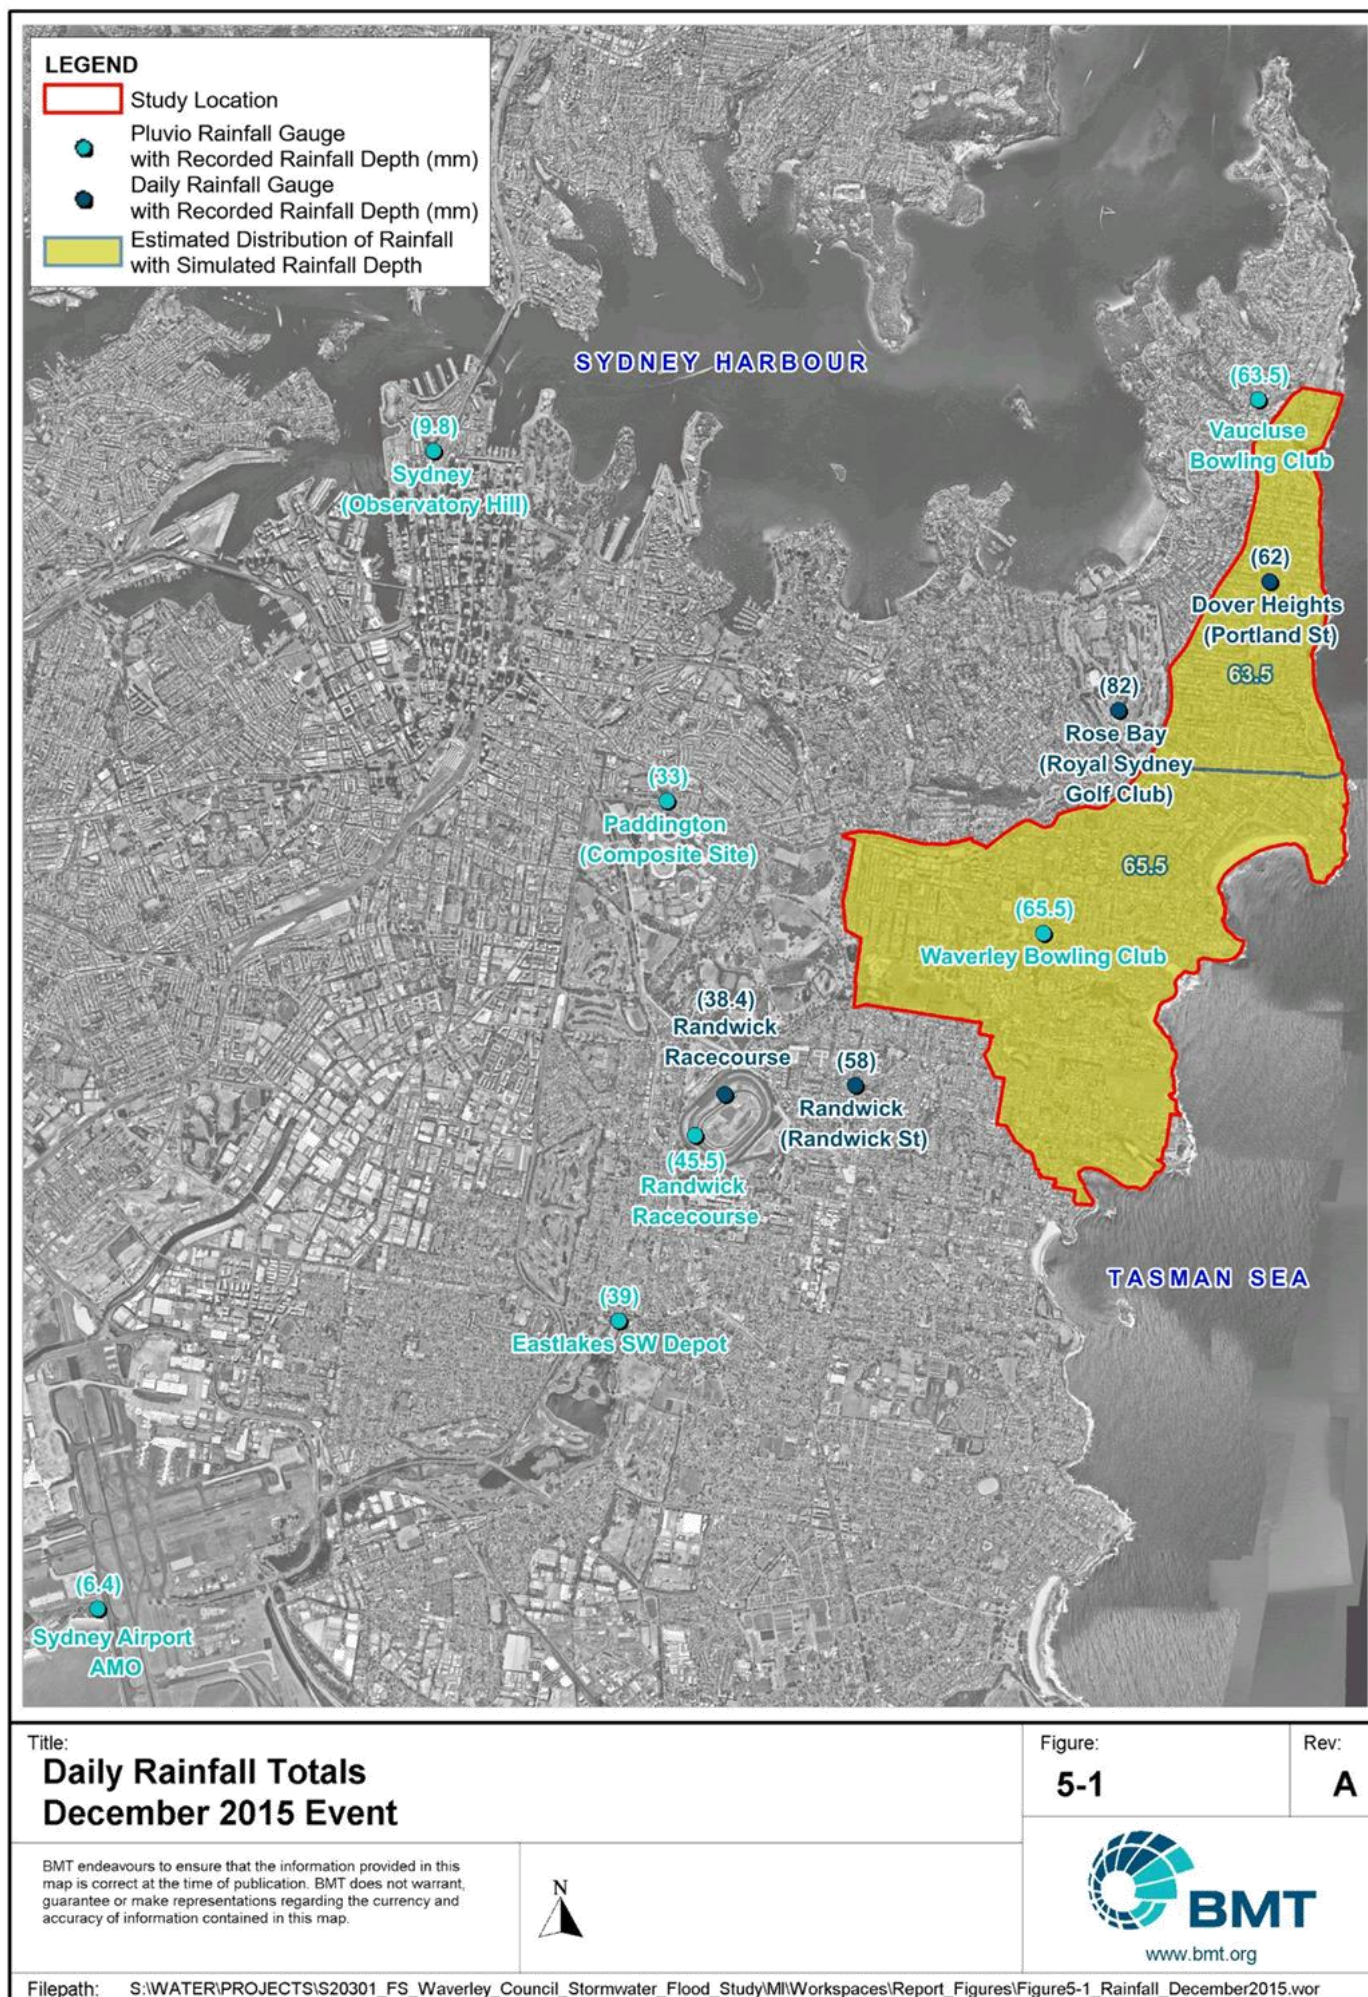 LEGEND
Study Location
Pluvio Rainfall Gauge
with Recorded Rainfall Depth (mm)
Daily Rainfall Gauge
with Recorded Rainfall Depth (mm)
Estimated Distribution of Rainfall
with Simulated Rainfall Depth
SYDNEY HARBOUR
(63.5)
Vaucluse
Bowling Club
(9.8)
Sydney
(Observatory Hill)
(62)
Dover Heights
(Portland St)
63.5
(82)
Rose Bay
(Royal Sydney
Golf Club)
(33)
Paddington
(Composite Site)
65.5
(65.5)
Waverley Bowling Club
(38.4)
Randwick
Racecourse
(58)
Randwick
(Randwick St)
(45.5)
Randwick
Racecourse
TASMAN SEA
(39)
Eastlakes SW Depot
(6.4)
Sydney Airport
AMO
Title:
Daily Rainfall Totals
December 2015 Event
Figure:
5-1
Rev:
A
BMT endeavours to ensure that the information provided in this
map is correct at the time of publication. BMT does not warrant,
guarantee or make representations regarding the currency and
accuracy of information contained in this map.
N
BMT
www.bmt.org
Filepath: S:\WATER\PROJECTS\S20301_FS_Waverley_Council_Stormwater_Flood_Study\MI\Workspaces\Report_Figures\Figure5-1_Rainfall_December2015.wor